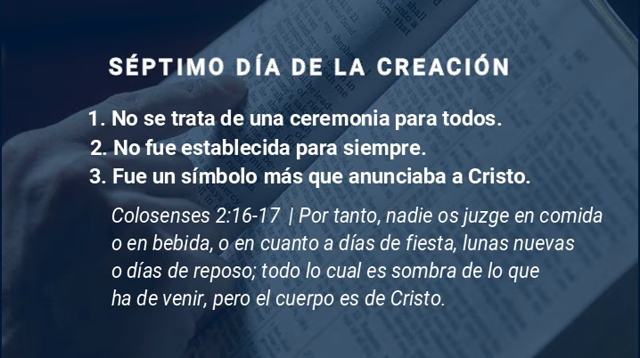 SÉPTIMO DÍA DE LA CREACIÓN
1. No se trata de una ceremonia para todos.
2. No fue establecida para siempre.
3. Fue un símbolo más que anunciaba a Cristo.
Colosenses 2:16-17 | Por tanto, nadie os juzge en comida
o en bebida, o en cuanto a días de fiesta, lunas nuevas
o días de reposo; todo lo cual es sombra de lo que
ha de venir, pero el cuerpo es de Cristo.